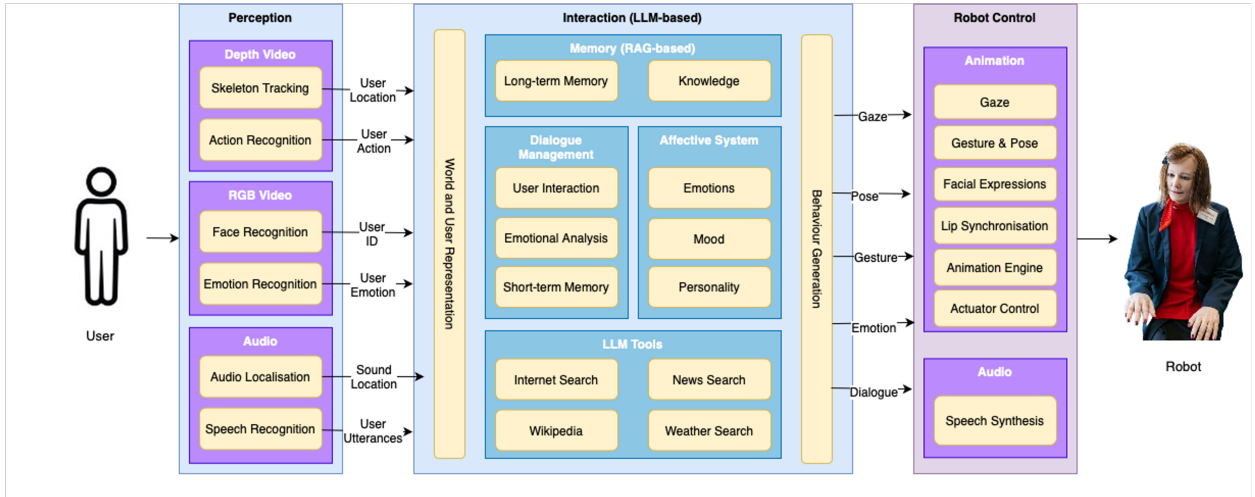 Perception
Interaction (LLM-based)
Robot Control
Depth Video
Skeleton Tracking
Action Recognition
RGB Video
Face Recognition
Emotion Recognition
Audio
Audio Localisation
Speech Recognition
User
User
Location
User
Action
User
ID
User
Emotion
Sound
Location
User
Utterances
World and User Representation
Memory (RAG-based)
Long-term Memory
Knowledge
Dialogue
Management
User Interaction
Emotional Analysis
Short-term Memory
Affective System
Emotions
Mood
Personality
LLM Tools
Internet Search
News Search
Wikipedia
Weather Search
Behaviour Generation
Gaze
Pose
Gesture
Emotion
Dialogue
Animation
Gaze
Gesture & Pose
Facial Expressions
Lip Synchronisation
Animation Engine
Actuator Control
Audio
Speech Synthesis
Robot